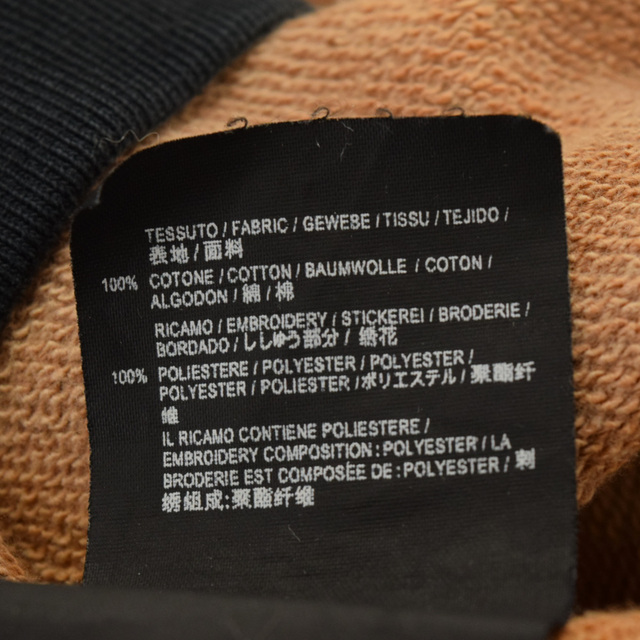 TESSUTO / FABRIC / GEWEBE / TISSU / TEJIDO /
表地 / 面料
100% COTONE / COTTON / BAUMWOLLE / COTON /
ALGODON / 綿 / 棉
RICAMO / EMBROIDERY / STICKEREI / BRODERIE /
BORDADO / ししゅう部分 / 绣花
100% POLIESTERE / POLYESTER / POLYESTER /
POLYESTER / POLIESTER / ポリエステル / 聚酯纤
维
IL RICAMO CONTIENE POLIESTERE /
EMBROIDERY COMPOSITION : POLYESTER / LA
BRODERIE EST COMPOSÉE DE : POLYESTER / 刺
绣组成: 聚酯纤维